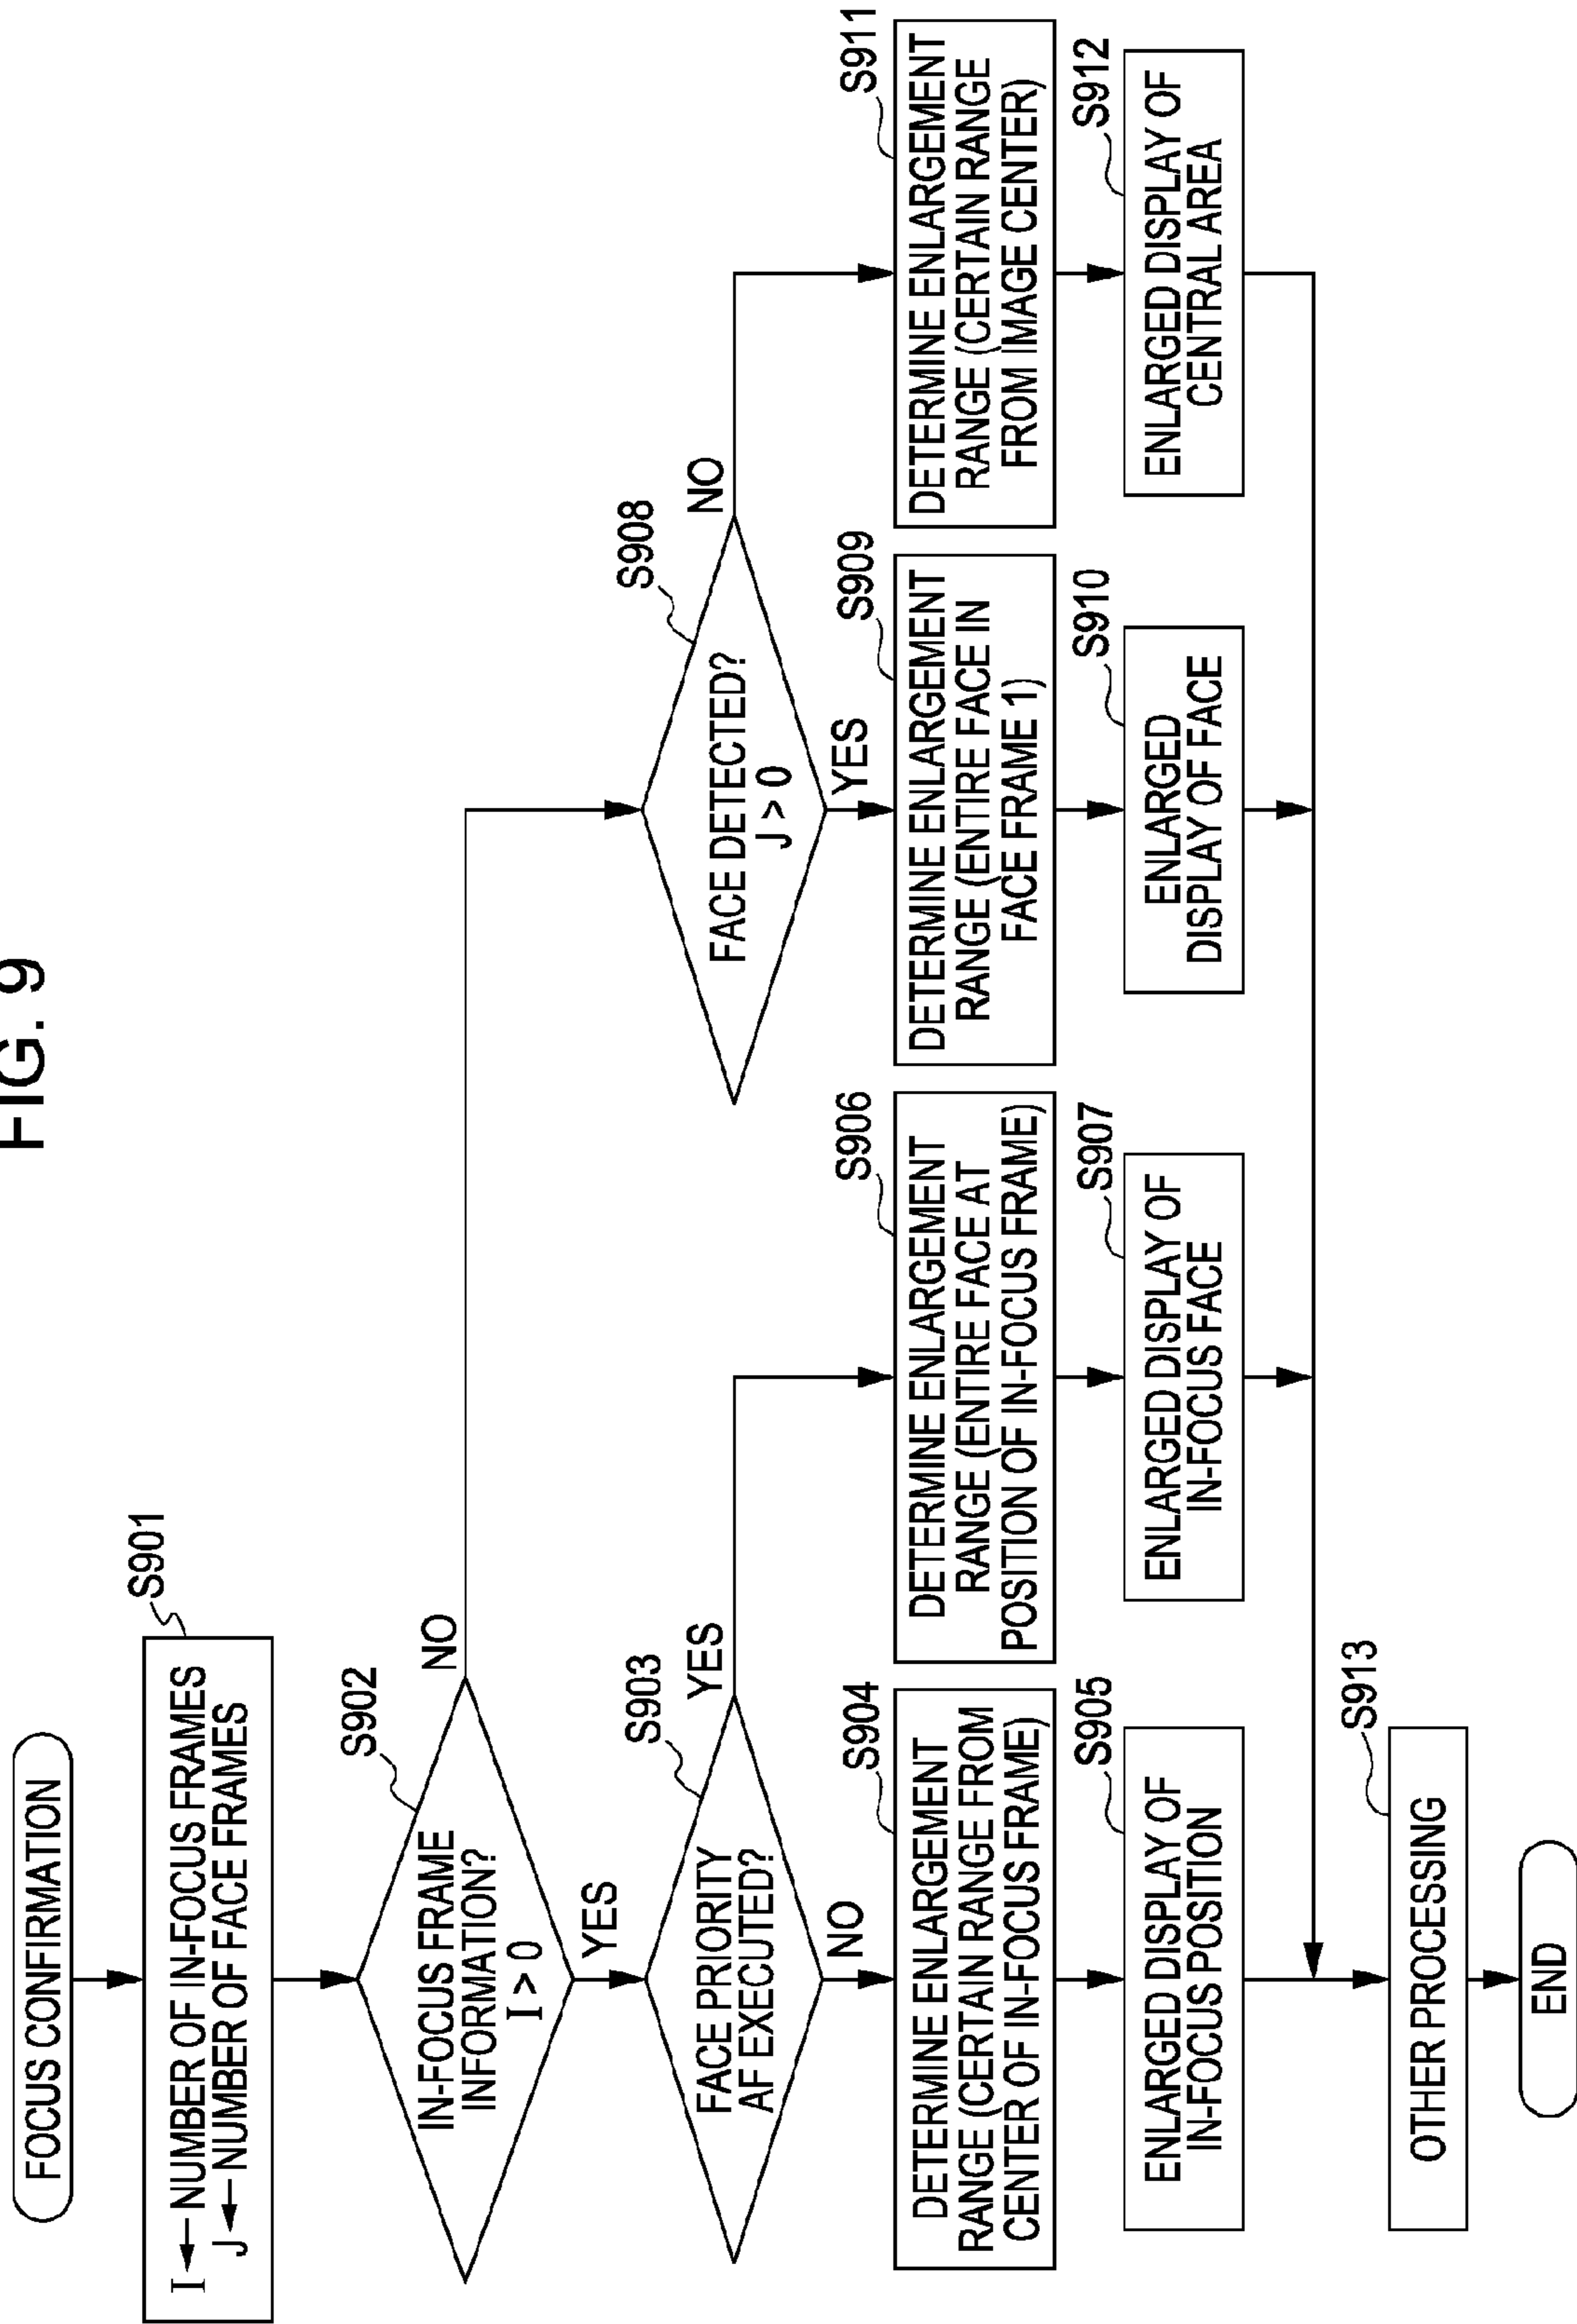 FIG. 9
FOCUS CONFIRMATION
S901
I ← NUMBER OF IN-FOCUS FRAMES
J ← NUMBER OF FACE FRAMES
S902
IN-FOCUS FRAME
INFORMATION?
I > 0
NO
YES
S903
FACE PRIORITY
AF EXECUTED?
YES
NO
S908
FACE DETECTED?
J > 0
NO
YES
S904
DETERMINE ENLARGEMENT
RANGE (CERTAIN RANGE FROM
CENTER OF IN-FOCUS FRAME)
S905
ENLARGED DISPLAY OF
IN-FOCUS POSITION
S906
DETERMINE ENLARGEMENT
RANGE (ENTIRE FACE AT
POSITION OF IN-FOCUS FRAME)
S907
ENLARGED DISPLAY OF
IN-FOCUS FACE
S909
DETERMINE ENLARGEMENT
RANGE (ENTIRE FACE IN
FACE FRAME 1)
S910
ENLARGED
DISPLAY OF FACE
S911
DETERMINE ENLARGEMENT
RANGE (CERTAIN RANGE
FROM IMAGE CENTER)
S912
ENLARGED DISPLAY OF
CENTRAL AREA
S913
OTHER PROCESSING
END